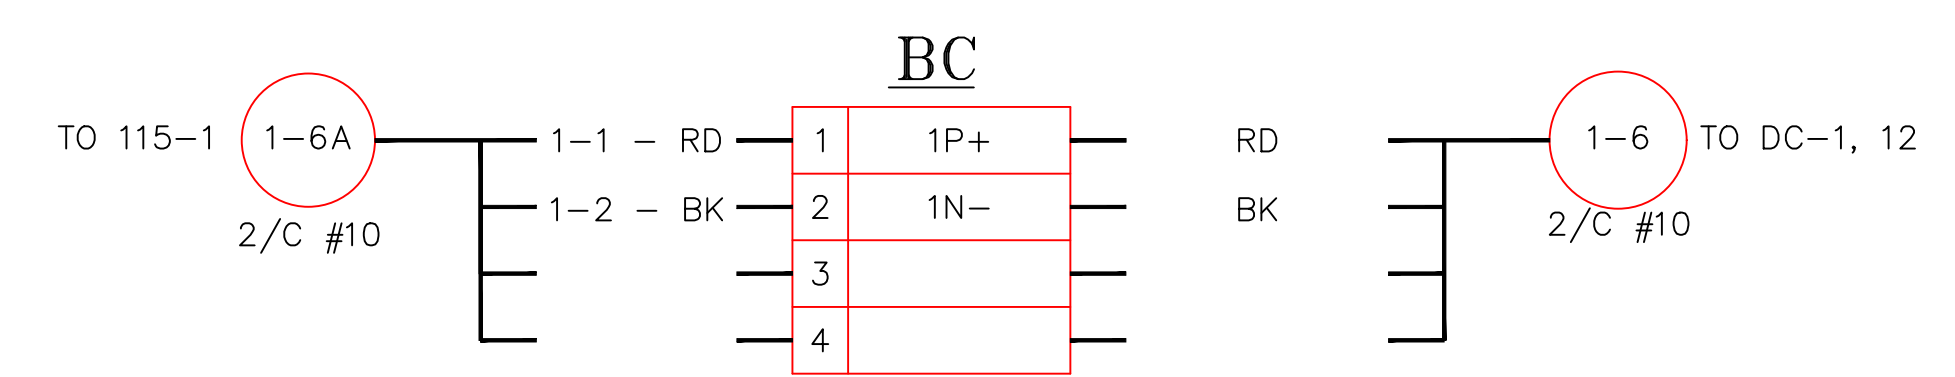 BC
TO 115-1 1-6A 1-1 - RD 1 1P+ RD 1-6 TO DC-1, 12
1-2 - BK 2 1N- BK
2/C #10 2/C #10
3
4